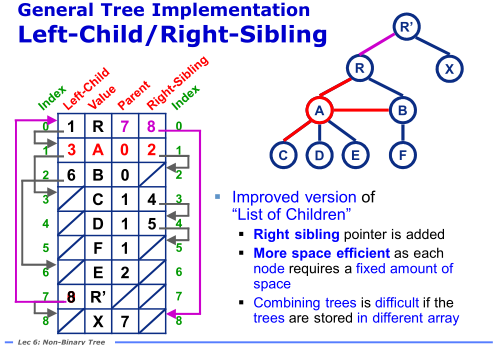 General Tree Implementation
Left-Child/Right-Sibling
Index Left-Child Value Parent Right-Sibling Index
0 1 R 7 8 0
1 3 A 0 2 1
2 6 B 0 2
3 C 1 4 3
4 D 1 5 4
5 F 1 5
6 E 2 6
7 8 R’ 7
8 X 7 8
R’
R X
A B
C D E F
Improved version of
“List of Children”
Right sibling pointer is added
More space efficient as each
node requires a fixed amount of
space
Combining trees is difficult if the
trees are stored in different array
Lec 6: Non-Binary Tree